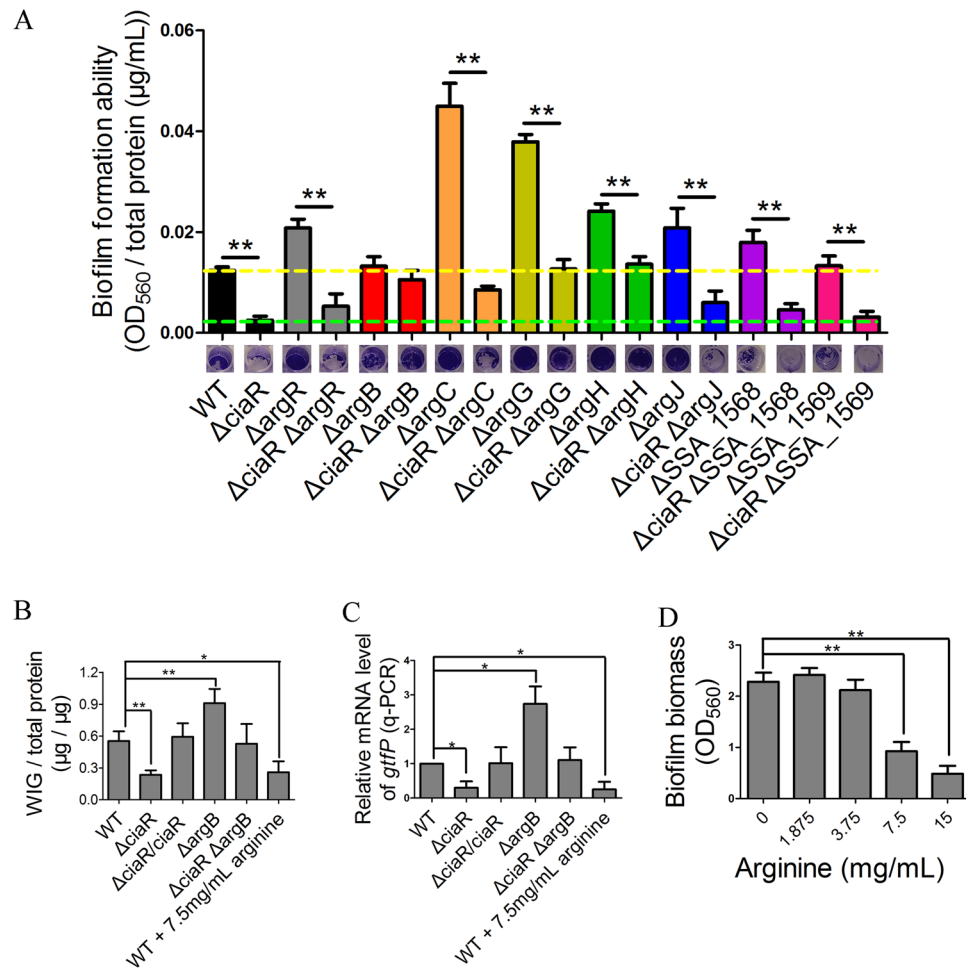 A
Biofilm formation ability
(OD560 / total protein (µg/mL))
0.06
0.04
0.02
0.00
**
**
**
**
**
**
**
**
WT
ΔciaR
ΔargR
ΔciaR ΔargR
ΔargB
ΔciaR ΔargB
ΔargC
ΔciaR ΔargC
ΔargG
ΔciaR ΔargG
ΔargH
ΔciaR ΔargH
ΔargJ
ΔciaR ΔargJ
ΔSSA_1568
ΔciaR ΔSSA_1568
ΔSSA_1569
ΔciaR ΔSSA_1569
B
WIG / total protein
(µg / µg)
1.2
0.9
0.6
0.3
0.0
*
**
**
WT
ΔciaR
ΔciaR/ciaR
ΔargB
ΔciaR ΔargB
WT + 7.5mg/mL arginine
C
Relative mRNA level
of gtfP (q-PCR)
4
3
2
1
0
*
*
*
WT
ΔciaR
ΔciaR/ciaR
ΔargB
ΔciaR ΔargB
WT + 7.5mg/mL arginine
D
Biofilm biomass
(OD560)
3
2
1
0
**
**
0
1.875
3.75
7.5
15
Arginine (mg/mL)